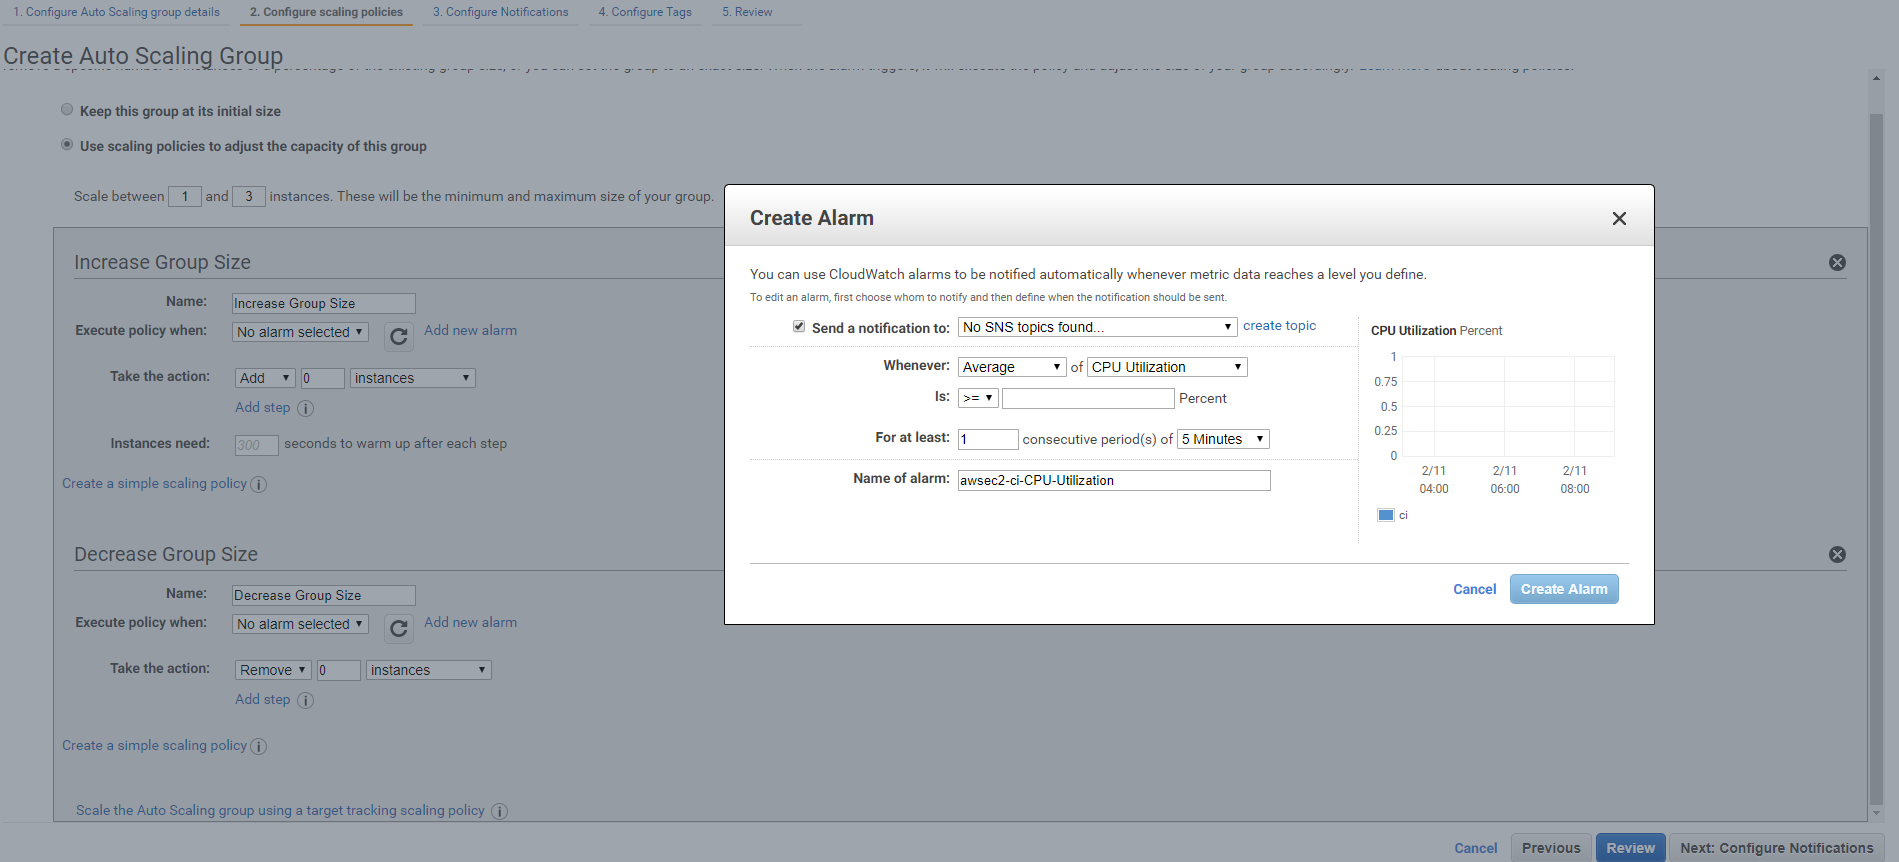 1. Configure Auto Scaling group details 2. Configure scaling policies 3. Configure Notifications 4. Configure Tags 5. Review
Create Auto Scaling Group
Keep this group at its initial size
Use scaling policies to adjust the capacity of this group
Scale between 1 and 3 instances. These will be the minimum and maximum size of your group.
Increase Group Size
Name: Increase Group Size
Execute policy when: No alarm selected Add new alarm
Take the action: Add 0 instances
Add step i
Instances need: 300 seconds to warm up after each step
Create a simple scaling policy i
Decrease Group Size
Name: Decrease Group Size
Execute policy when: No alarm selected Add new alarm
Take the action: Remove 0 instances
Add step i
Create a simple scaling policy i
Scale the Auto Scaling group using a target tracking scaling policy i
Cancel Previous Review Next: Configure Notifications
Create Alarm
You can use CloudWatch alarms to be notified automatically whenever metric data reaches a level you define.
To edit an alarm, first choose whom to notify and then define when the notification should be sent.
Send a notification to: No SNS topics found... create topic
Whenever: Average of CPU Utilization
Is: >= Percent
For at least: 1 consecutive period(s) of 5 Minutes
Name of alarm: awsec2-ci-CPU-Utilization
CPU Utilization Percent
1
0.75
0.5
0.25
0
2/11 2/11 2/11
04:00 06:00 08:00
ci
Cancel Create Alarm